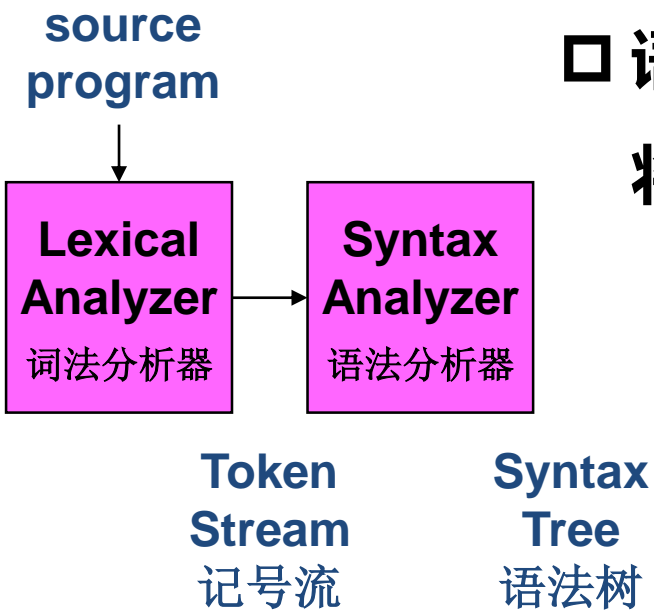 source
program
Lexical
Analyzer
词法分析器
Syntax
Analyzer
语法分析器
Token
Stream
记号流
Syntax
Tree
语法树